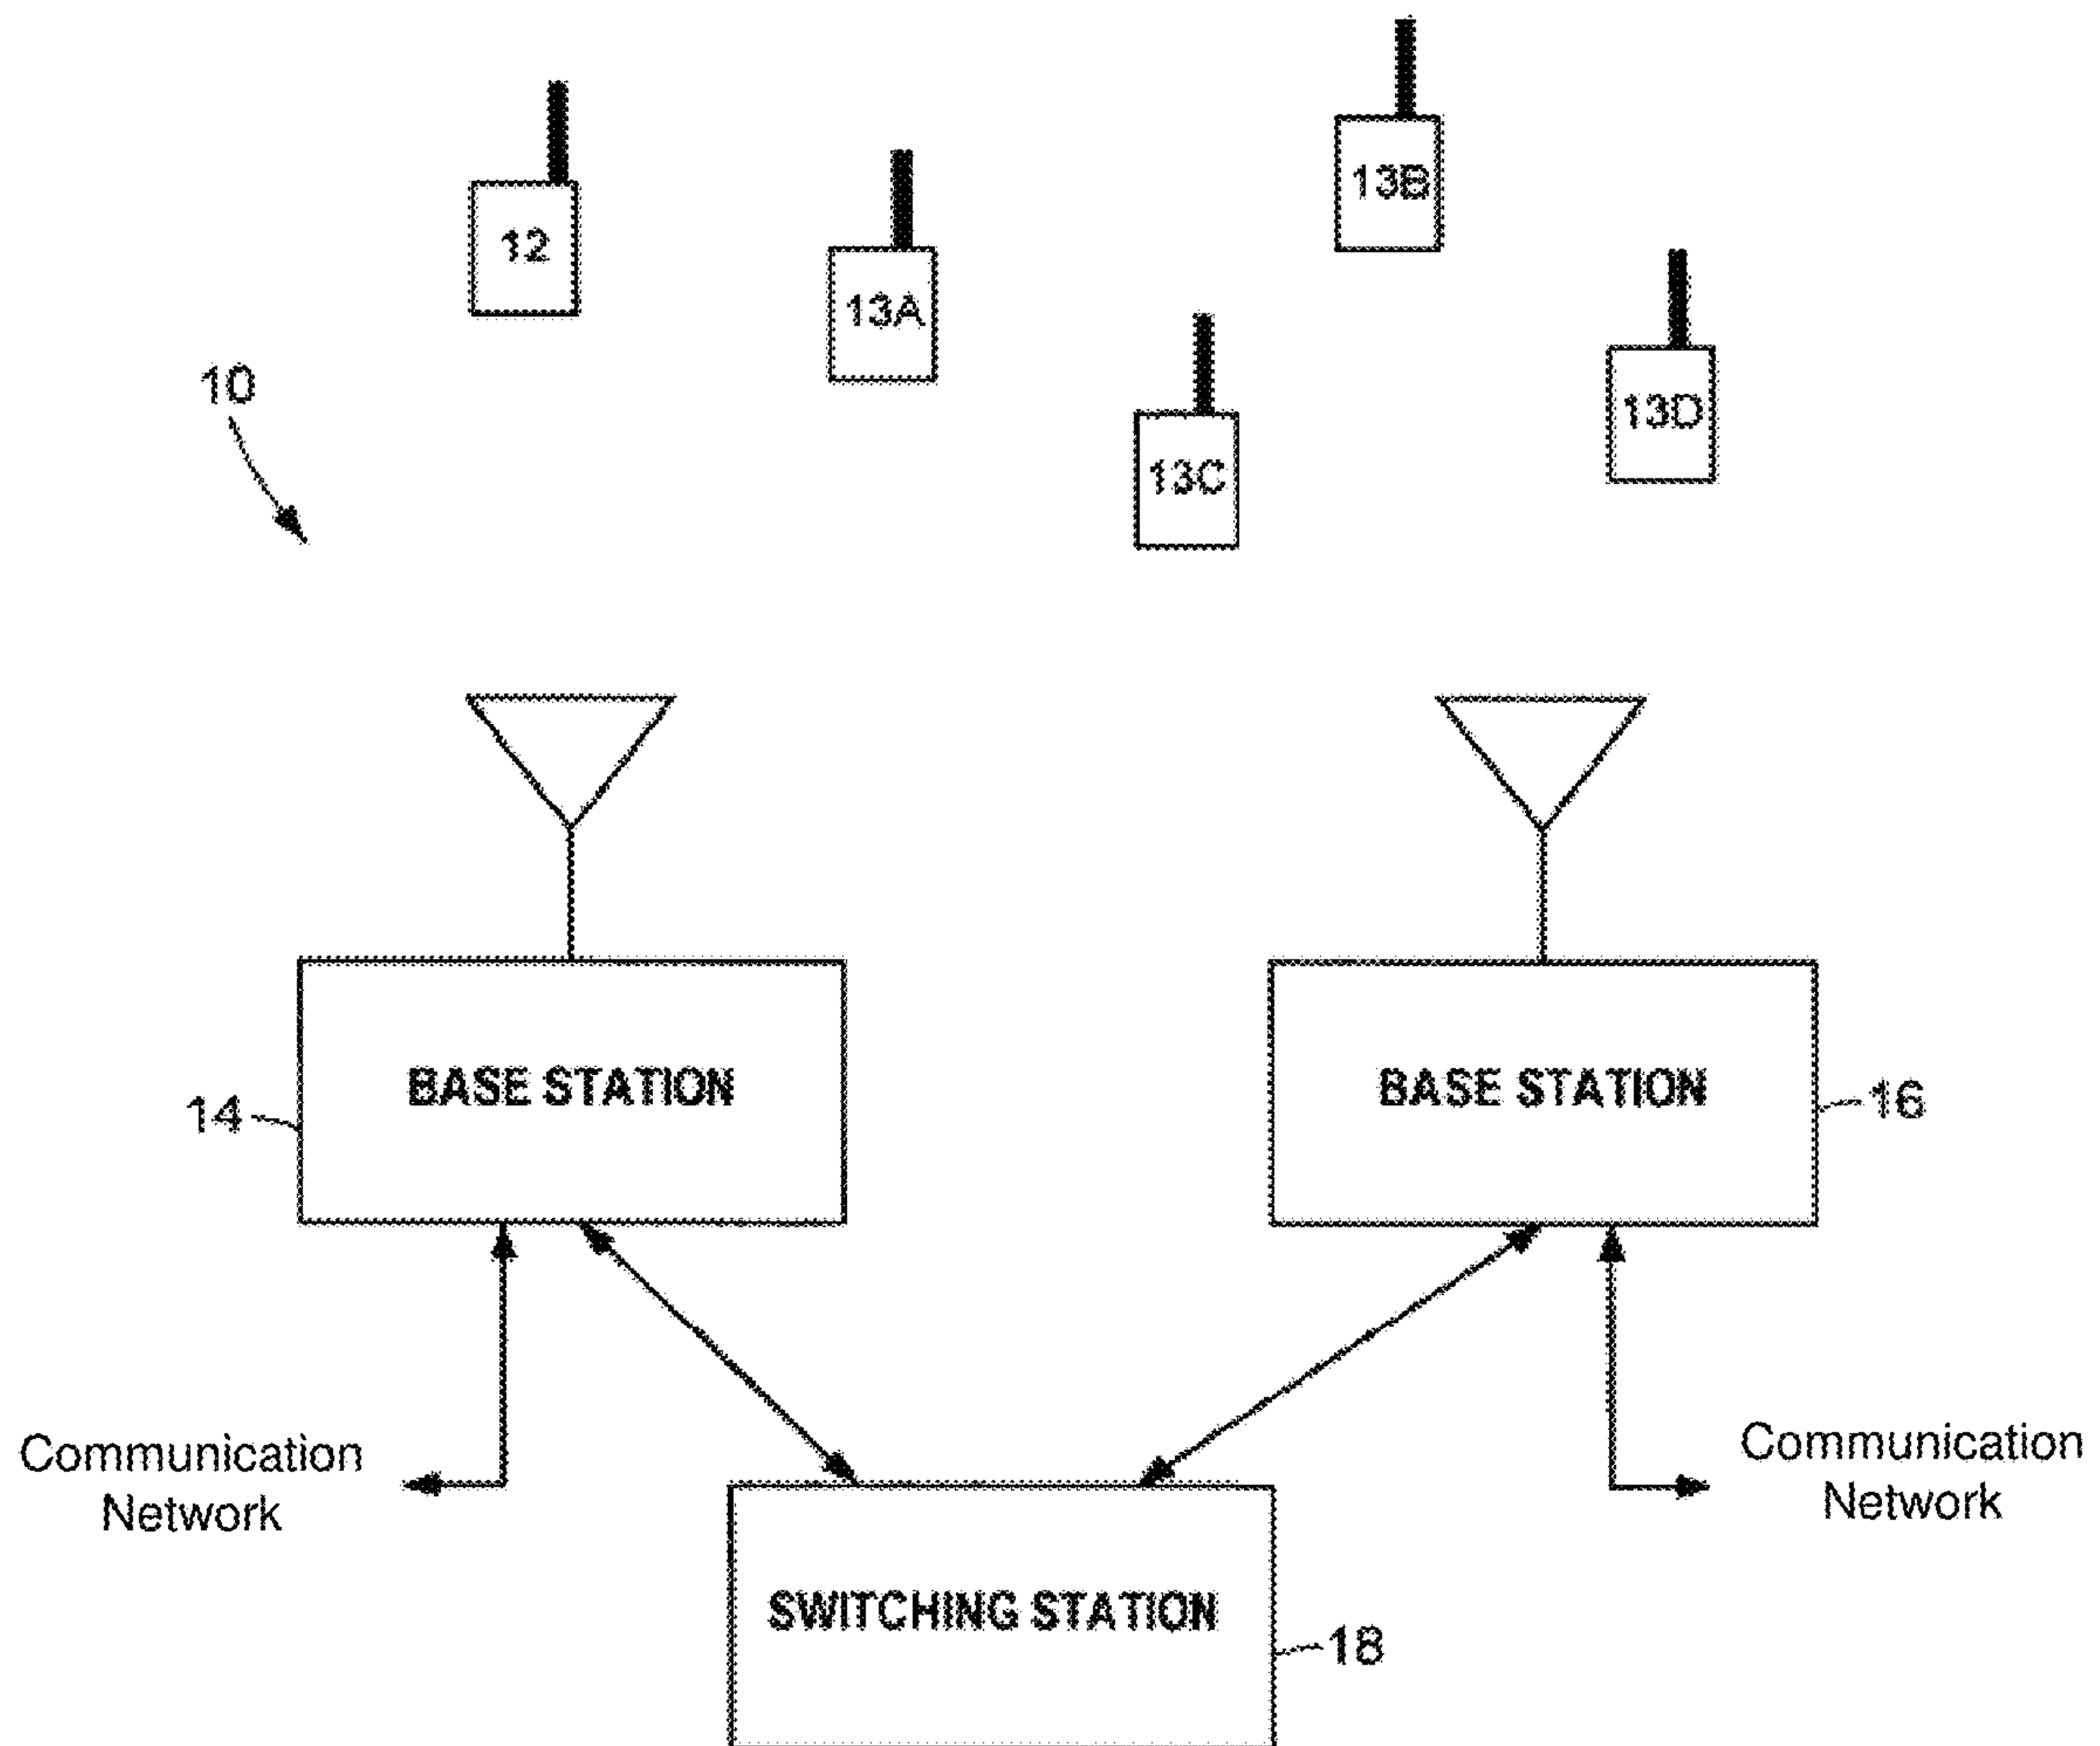 13B
12
13A
10
13D
13C
BASE STATION
BASE STATION
14
16
Communication
Network
Communication
Network
SWITCHING STATION
18